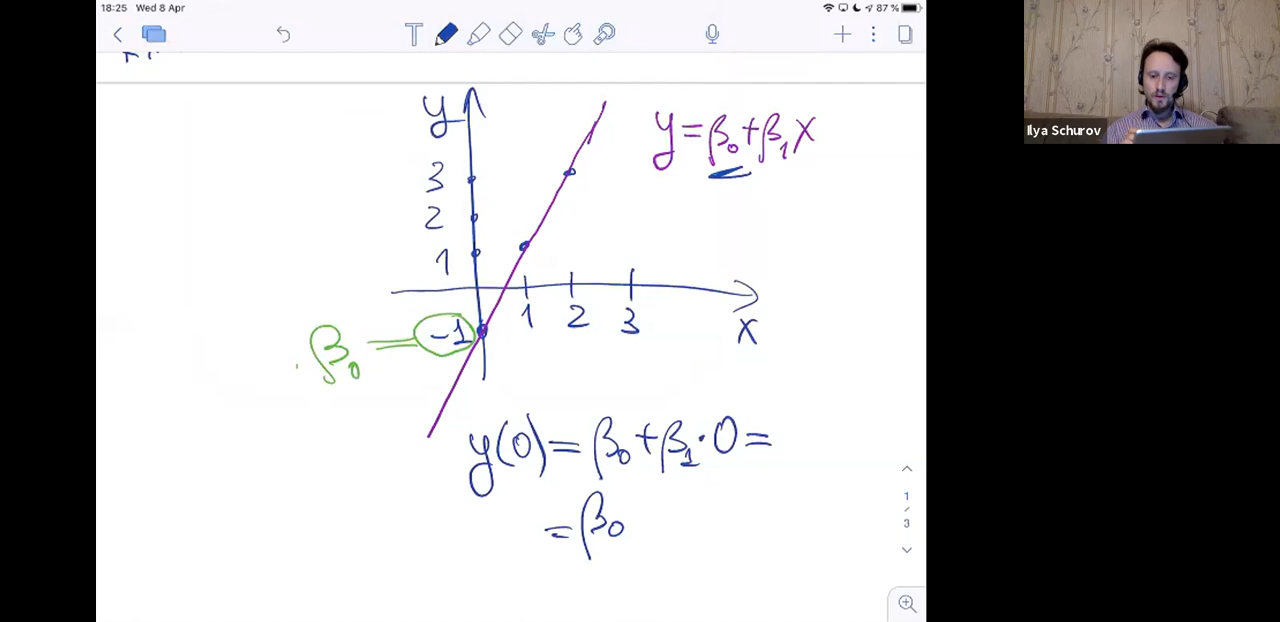 18:25 Wed 8 Apr
87 %
Ilya Schurov
y
y=β₀+β₁x
3
2
1
1 2 3
x
β₀ = -1
y(0) = β₀+β₁·0 =
= β₀
1
/
3